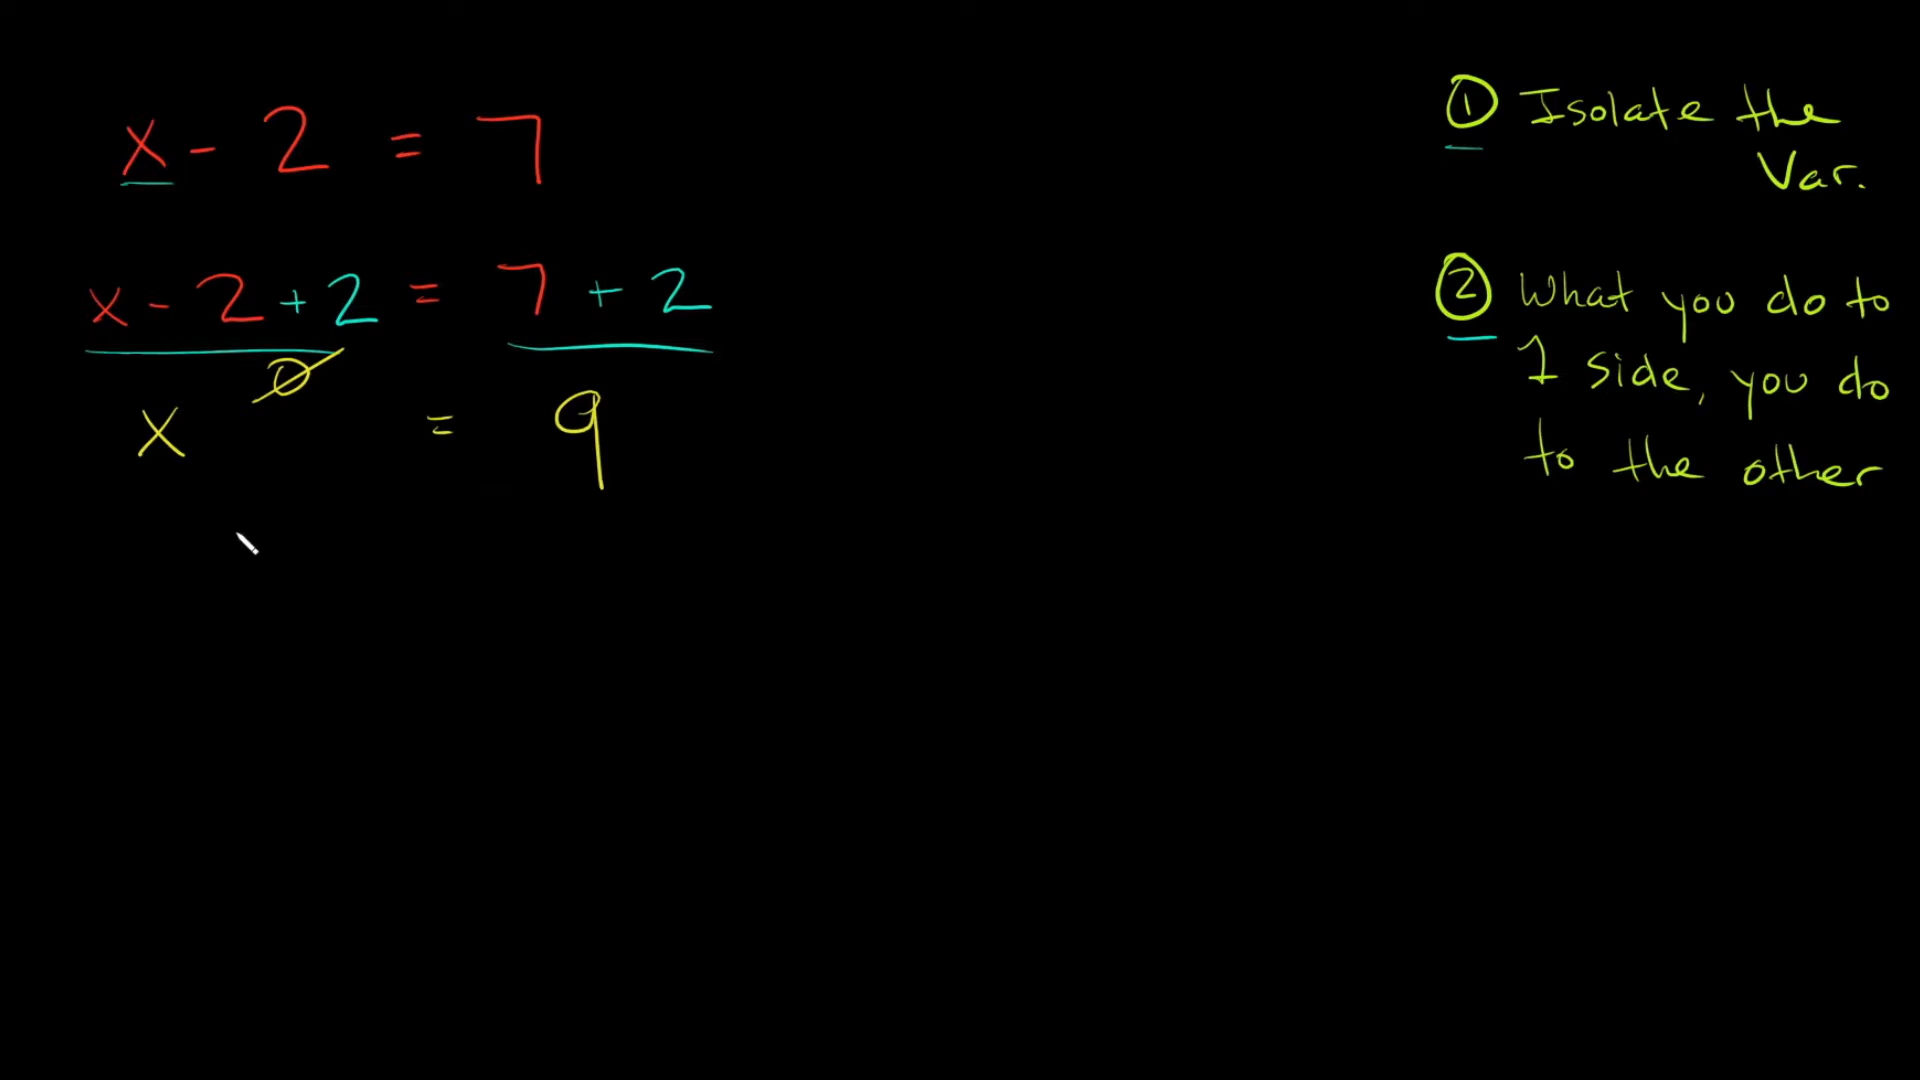 x - 2 = 7
x - 2 + 2 = 7 + 2
0
x = 9
① Isolate the
Var.
② What you do to
1 side, you do
to the other